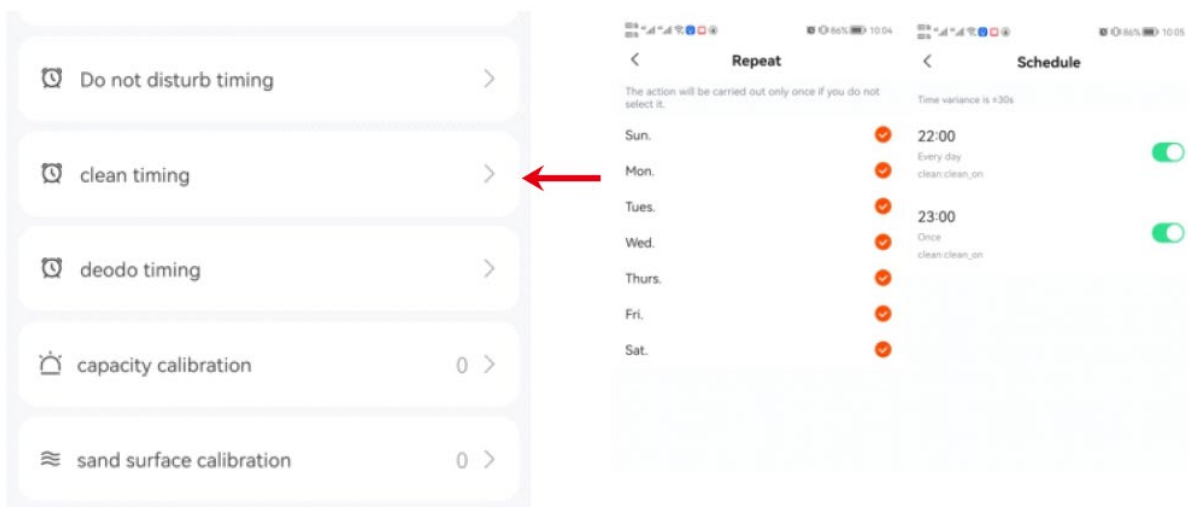 Do not disturb timing
clean timing
deodo timing
capacity calibration 0
sand surface calibration 0
86% 10:04
Repeat
The action will be carried out only once if you do not
select it.
Sun.
Mon.
Tues.
Wed.
Thurs.
Fri.
Sat.
86% 10:05
Schedule
Time variance is ±30s
22:00
Every day
clean:clean_on
23:00
Once
clean:clean_on